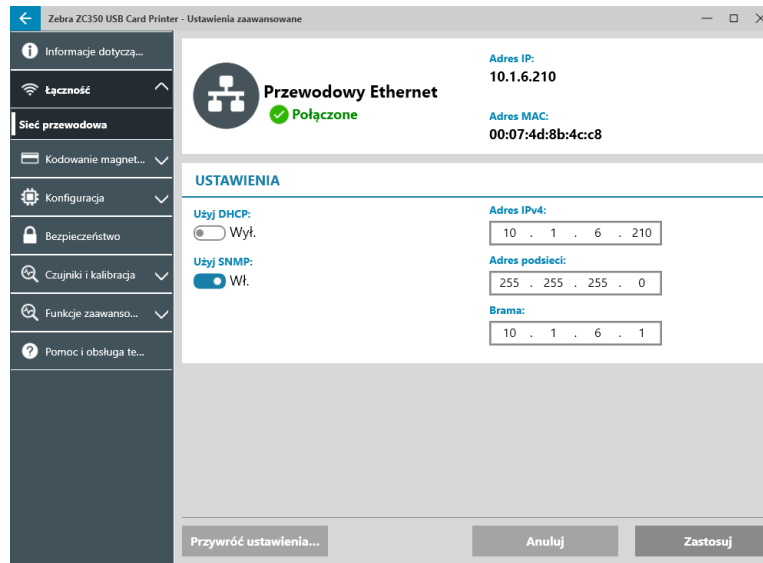 Zebra ZC350 USB Card Printer - Ustawienia zaawansowane
Informacje dotyczą...
Łączność
Sieć przewodowa
Kodowanie magnet...
Konfiguracja
Bezpieczeństwo
Czujniki i kalibracja
Funkcje zaawanso...
Pomoc i obsługa te...
Przewodowy Ethernet
Połączone
Adres IP:
10.1.6.210
Adres MAC:
00:07:4d:8b:4c:c8
USTAWIENIA
Użyj DHCP:
Wył.
Użyj SNMP:
Wł.
Adres IPv4:
10 . 1 . 6 . 210
Adres podsieci:
255 . 255 . 255 . 0
Brama:
10 . 1 . 6 . 1
Przywróć ustawienia...
Anuluj
Zastosuj